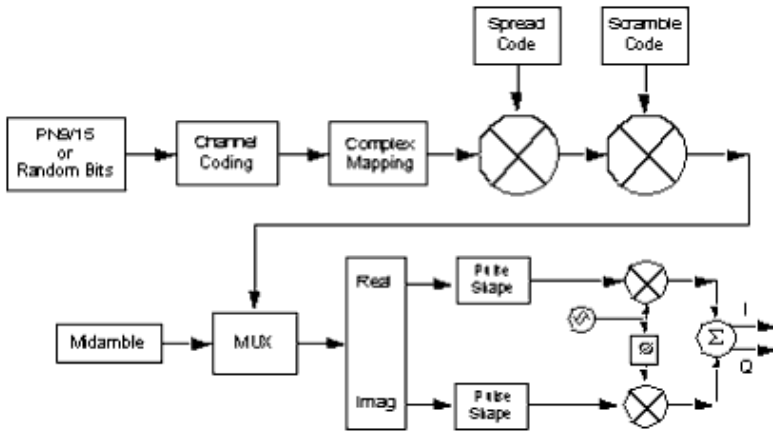 Spread
Code
Scramble
Code
PN9/15
or
Random Bits
Channel
Coding
Complex
Mapping
Real
Pulse
Shape
I
Midamble
MUX
Σ
Ø
Q
Imag
Pulse
Shape